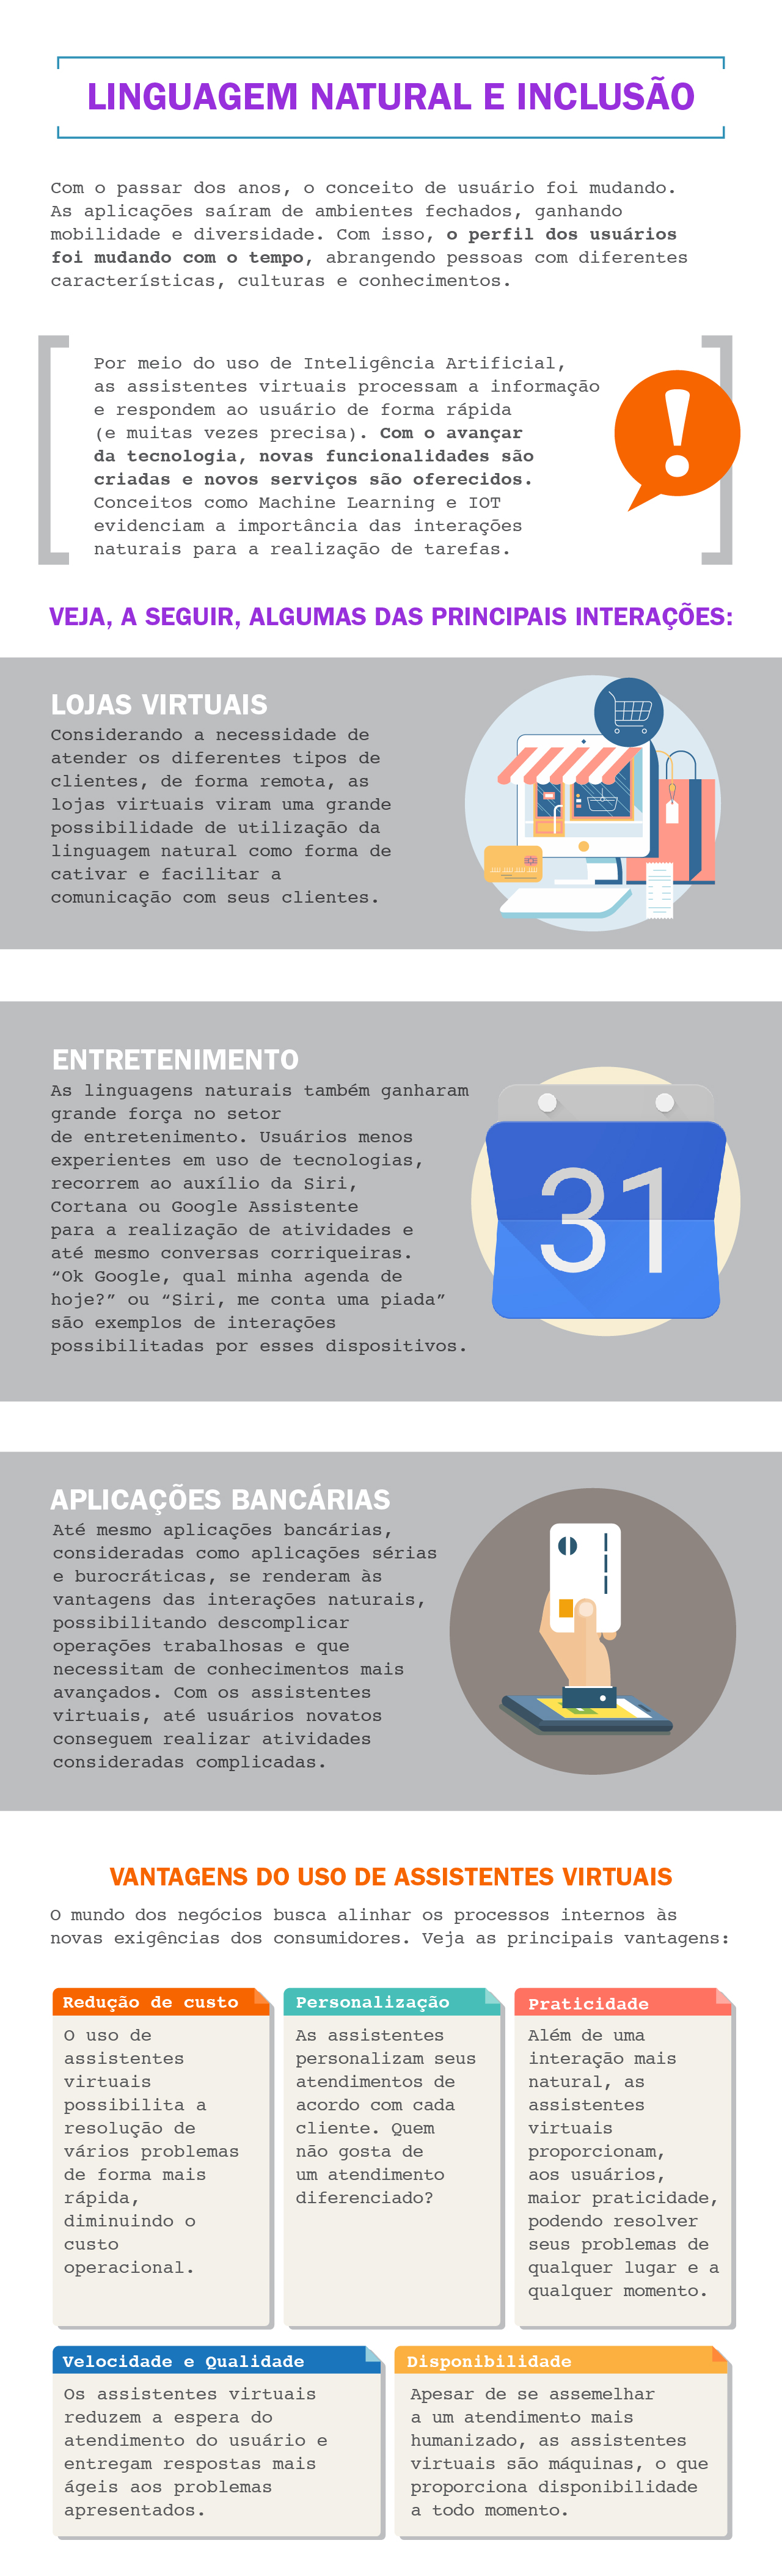 LINGUAGEM NATURAL E INCLUSÃO
Com o passar dos anos, o conceito de usuário foi mudando.
As aplicações saíram de ambientes fechados, ganhando
mobilidade e diversidade. Com isso, o perfil dos usuários
foi mudando com o tempo, abrangendo pessoas com diferentes
características, culturas e conhecimentos.
Por meio do uso de Inteligência Artificial,
as assistentes virtuais processam a informação
e respondem ao usuário de forma rápida
(e muitas vezes precisa). Com o avançar
da tecnologia, novas funcionalidades são
criadas e novos serviços são oferecidos.
Conceitos como Machine Learning e IOT
evidenciam a importância das interações
naturais para a realização de tarefas.
!
VEJA, A SEGUIR, ALGUMAS DAS PRINCIPAIS INTERAÇÕES:
LOJAS VIRTUAIS
Considerando a necessidade de
atender os diferentes tipos de
clientes, de forma remota, as
lojas virtuais viram uma grande
possibilidade de utilização da
linguagem natural como forma de
cativar e facilitar a
comunicação com seus clientes.
ENTRETENIMENTO
As linguagens naturais também ganharam
grande força no setor
de entretenimento. Usuários menos
experientes em uso de tecnologias,
recorrem ao auxílio da Siri,
Cortana ou Google Assistente
para a realização de atividades e
até mesmo conversas corriqueiras.
“Ok Google, qual minha agenda de
hoje?” ou “Siri, me conta uma piada”
são exemplos de interações
possibilitadas por esses dispositivos.
31
APLICAÇÕES BANCÁRIAS
Até mesmo aplicações bancárias,
consideradas como aplicações sérias
e burocráticas, se renderam às
vantagens das interações naturais,
possibilitando descomplicar
operações trabalhosas e que
necessitam de conhecimentos mais
avançados. Com os assistentes
virtuais, até usuários novatos
conseguem realizar atividades
consideradas complicadas.
VANTAGENS DO USO DE ASSISTENTES VIRTUAIS
O mundo dos negócios busca alinhar os processos internos às
novas exigências dos consumidores. Veja as principais vantagens:
Redução de custo
O uso de
assistentes
virtuais
possibilita a
resolução de
vários problemas
de forma mais
rápida,
diminuindo o
custo
operacional.
Personalização
As assistentes
personalizam seus
atendimentos de
acordo com cada
cliente. Quem
não gosta de
um atendimento
diferenciado?
Praticidade
Além de uma
interação mais
natural, as
assistentes
virtuais
proporcionam,
aos usuários,
maior praticidade,
podendo resolver
seus problemas de
qualquer lugar e a
qualquer momento.
Velocidade e Qualidade
Os assistentes virtuais
reduzem a espera do
atendimento do usuário e
entregam respostas mais
ágeis aos problemas
apresentados.
Disponibilidade
Apesar de se assemelhar
a um atendimento mais
humanizado, as assistentes
virtuais são máquinas, o que
proporciona disponibilidade
a todo momento.